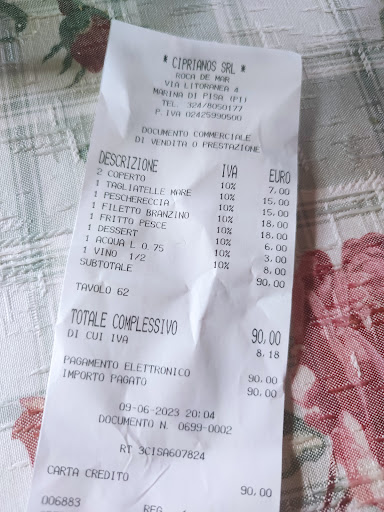 * CIPRIANOS SRL *
ROCA DE MAR
VIA LITORANEA 4
MARINA DI PISA (PI)
TEL. 324/8050177
P.IVA 02425990500
DOCUMENTO COMMERCIALE
DI VENDITA O PRESTAZIONE
DESCRIZIONE IVA EURO
2 COPERTO 10% 7,00
1 TAGLIATELLE MARE 10% 15,00
1 PESCHERECCIA 10% 15,00
1 FILETTO BRANZINO 10% 18,00
1 FRITTO PESCE 10% 18,00
1 DESSERT 10% 6,00
1 ACQUA L 0.75 10% 3,00
1 VINO 1/2 10% 8,00
SUBTOTALE 90,00
TAVOLO 62
TOTALE COMPLESSIVO 90,00
DI CUI IVA 8,18
PAGAMENTO ELETTRONICO 90,00
IMPORTO PAGATO 90,00
09-06-2023 20:04
DOCUMENTO N. 0699-0002
RT 3CISA607824
CARTA CREDITO 90,00
006883 REG